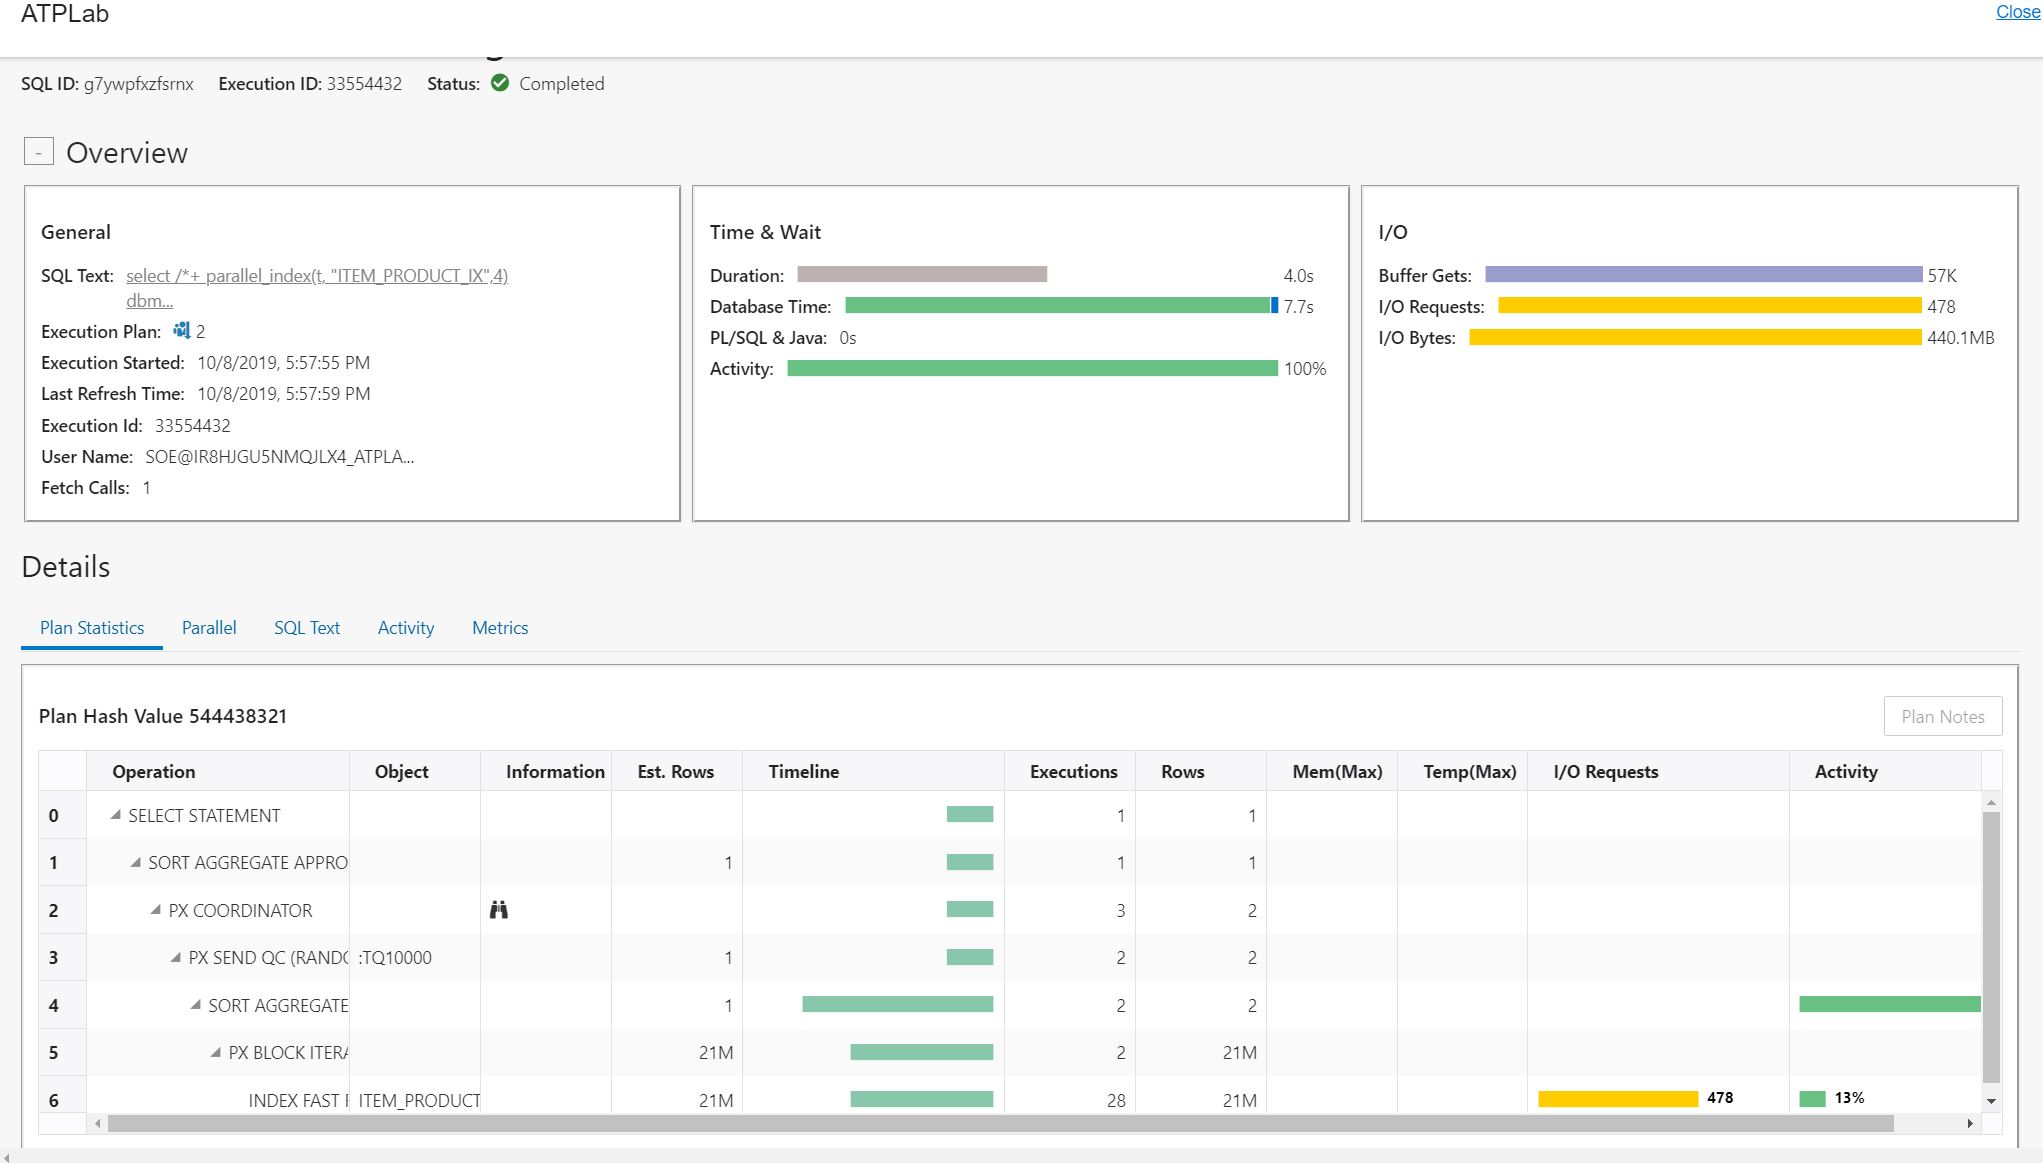 ATPLab
Close
SQL ID: g7ywpfxzfsrnx Execution ID: 33554432 Status: Completed
- Overview
General
SQL Text: select /*+ parallel_index(t, "ITEM_PRODUCT_IX",4)
dbm...
Execution Plan: 2
Execution Started: 10/8/2019, 5:57:55 PM
Last Refresh Time: 10/8/2019, 5:57:59 PM
Execution Id: 33554432
User Name: SOE@IR8HJGU5NMQJLX4_ATPLA...
Fetch Calls: 1
Time & Wait
Duration: 4.0s
Database Time: 7.7s
PL/SQL & Java: 0s
Activity: 100%
I/O
Buffer Gets: 57K
I/O Requests: 478
I/O Bytes: 440.1MB
Details
Plan Statistics Parallel SQL Text Activity Metrics
Plan Hash Value 544438321
Plan Notes
Operation Object Information Est. Rows Timeline Executions Rows Mem(Max) Temp(Max) I/O Requests Activity
0 SELECT STATEMENT 1 1
1 SORT AGGREGATE APPRO 1 1 1
2 PX COORDINATOR 3 2
3 PX SEND QC (RANDO :TQ10000 1 2 2
4 SORT AGGREGATE 1 2 2
5 PX BLOCK ITERA 21M 2 21M
6 INDEX FAST F ITEM_PRODUCT 21M 28 21M 478 13%